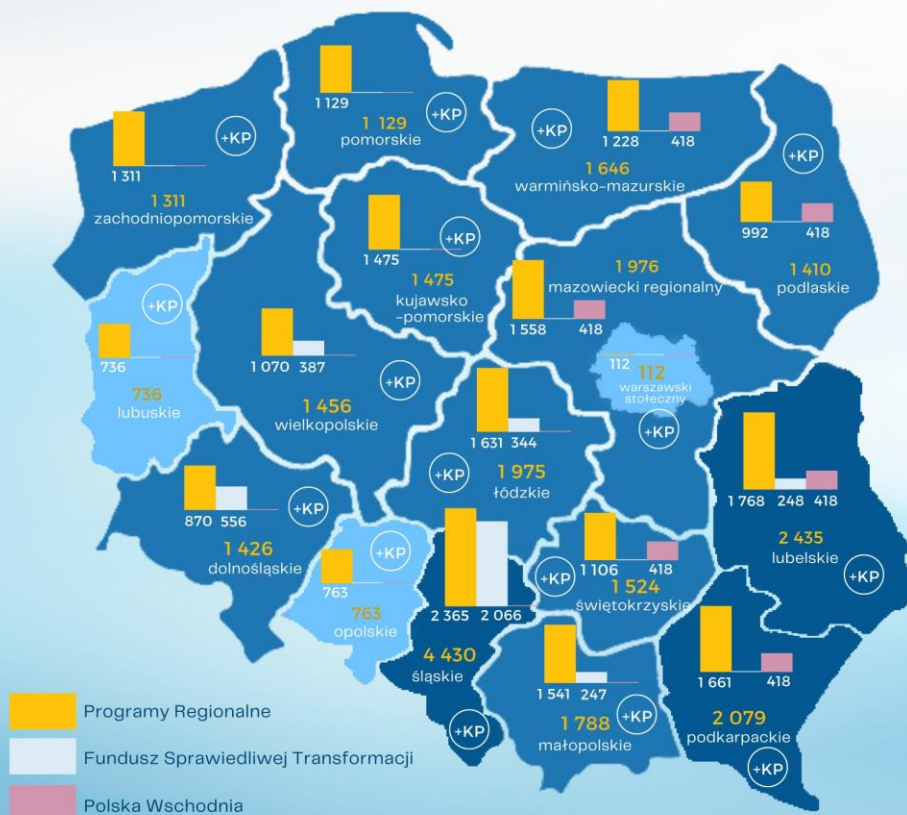 1 129
1 129
pomorskie
+KP
1 311
1 311
zachodniopomorskie
+KP
1 228 418
1 646
warmińsko-mazurskie
+KP
992 418
1 410
podlaskie
+KP
1 475
1 475
kujawsko
-pomorskie
+KP
1 558 418
1 976
mazowiecki regionalny
112
112
warszawski
stołeczny
+KP
736
736
lubuskie
+KP
1 070 387
1 456
wielkopolskie
+KP
1 631 344
1 975
łódzkie
+KP
1 768 248 418
2 435
lubelskie
+KP
870 556
1 426
dolnośląskie
+KP
763
763
opolskie
+KP
2 365 2 066
4 430
śląskie
+KP
1 106 418
1 524
świętokrzyskie
+KP
1 541 247
1 788
małopolskie
+KP
1 661 418
2 079
podkarpackie
+KP
Programy Regionalne
Fundusz Sprawiedliwej Transformacji
Polska Wschodnia